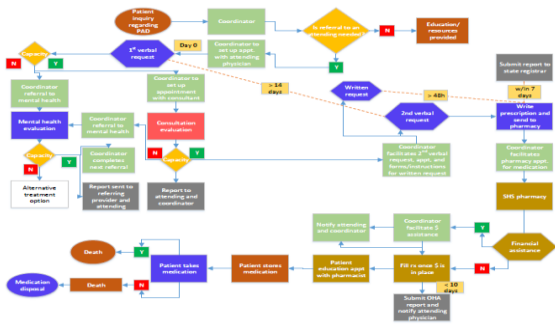 Patient
inquiry
regarding
PAD
Coordinator
Is referral to an
attending needed?
N
Education/
resources
provided
Y
Coordinator to
set up appt.
with attending
physician
Day 0
1st verbal
request
Capacity
N
Y
Coordinator
referral to
mental health
Mental health
evaluation
Capacity
N
Y
Alternative
treatment
option
Coordinator to
set up
appointment
with consultant
Coordinator
referral to
mental health
Consultation
evaluation
Coordinator
completes
next referral
N
Capacity
Y
Report sent to
referring
provider and
attending
Report to
attending and
coordinator
> 14
days
Written
request
> 48h
2nd verbal
request
Coordinator
facilitates 2nd verbal
request, appt, and
forms/instructions
for written request
Submit report to
state registrar
w/in 7
days
Write
prescription and
send to
pharmacy
Coordinator
facilitates
pharmacy appt.
for medication
SHS pharmacy
Financial
assistance
Y
N
Coordinator
facilitate $
assistance
Notify attending
and coordinator
Fill rx once $ is
in place
< 10
days
Submit OHA
report and
notify attending
physician
Patient
education appt
with pharmacist
Patient stores
medication
Patient takes
medication
Y
N
Death
Death
Medication
disposal